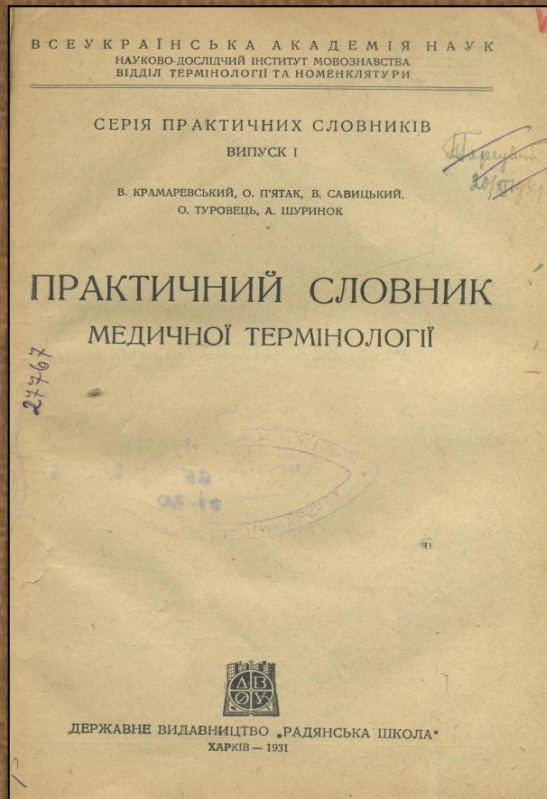 ВСЕУКРАЇНСЬКА АКАДЕМІЯ НАУК
НАУКОВО-ДОСЛІДЧИЙ ІНСТИТУТ МОВОЗНАВСТВА
ВІДДІЛ ТЕРМІНОЛОГІЇ ТА НОМЕНКЛЯТУРИ
СЕРІЯ ПРАКТИЧНИХ СЛОВНИКІВ
ВИПУСК I
В. КРАМАРЕВСЬКИЙ, О. П'ЯТАК, В. САВИЦЬКИЙ,
О. ТУРОВЕЦЬ, А. ШУРИНОК
ПРАКТИЧНИЙ СЛОВНИК
МЕДИЧНОЇ ТЕРМІНОЛОГІЇ
27767
ДЕРЖАВНЕ ВИДАВНИЦТВО „РАДЯНСЬКА ШКОЛА"
ХАРКІВ — 1931